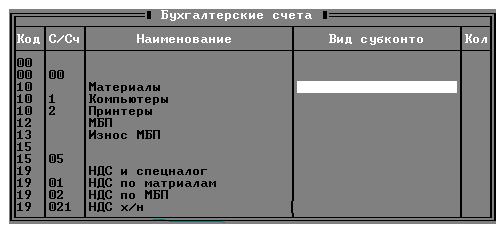 Бухгалтерские счета
Код С/Сч Наименование Вид субконто Кол
00
00 00
10 Материалы
10 1 Компьютеры
10 2 Принтеры
12 МБП
13 Износ МБП
15
15 05
19 НДС и спецналог
19 01 НДС по матриалам
19 02 НДС по МБП
19 021 НДС х/н